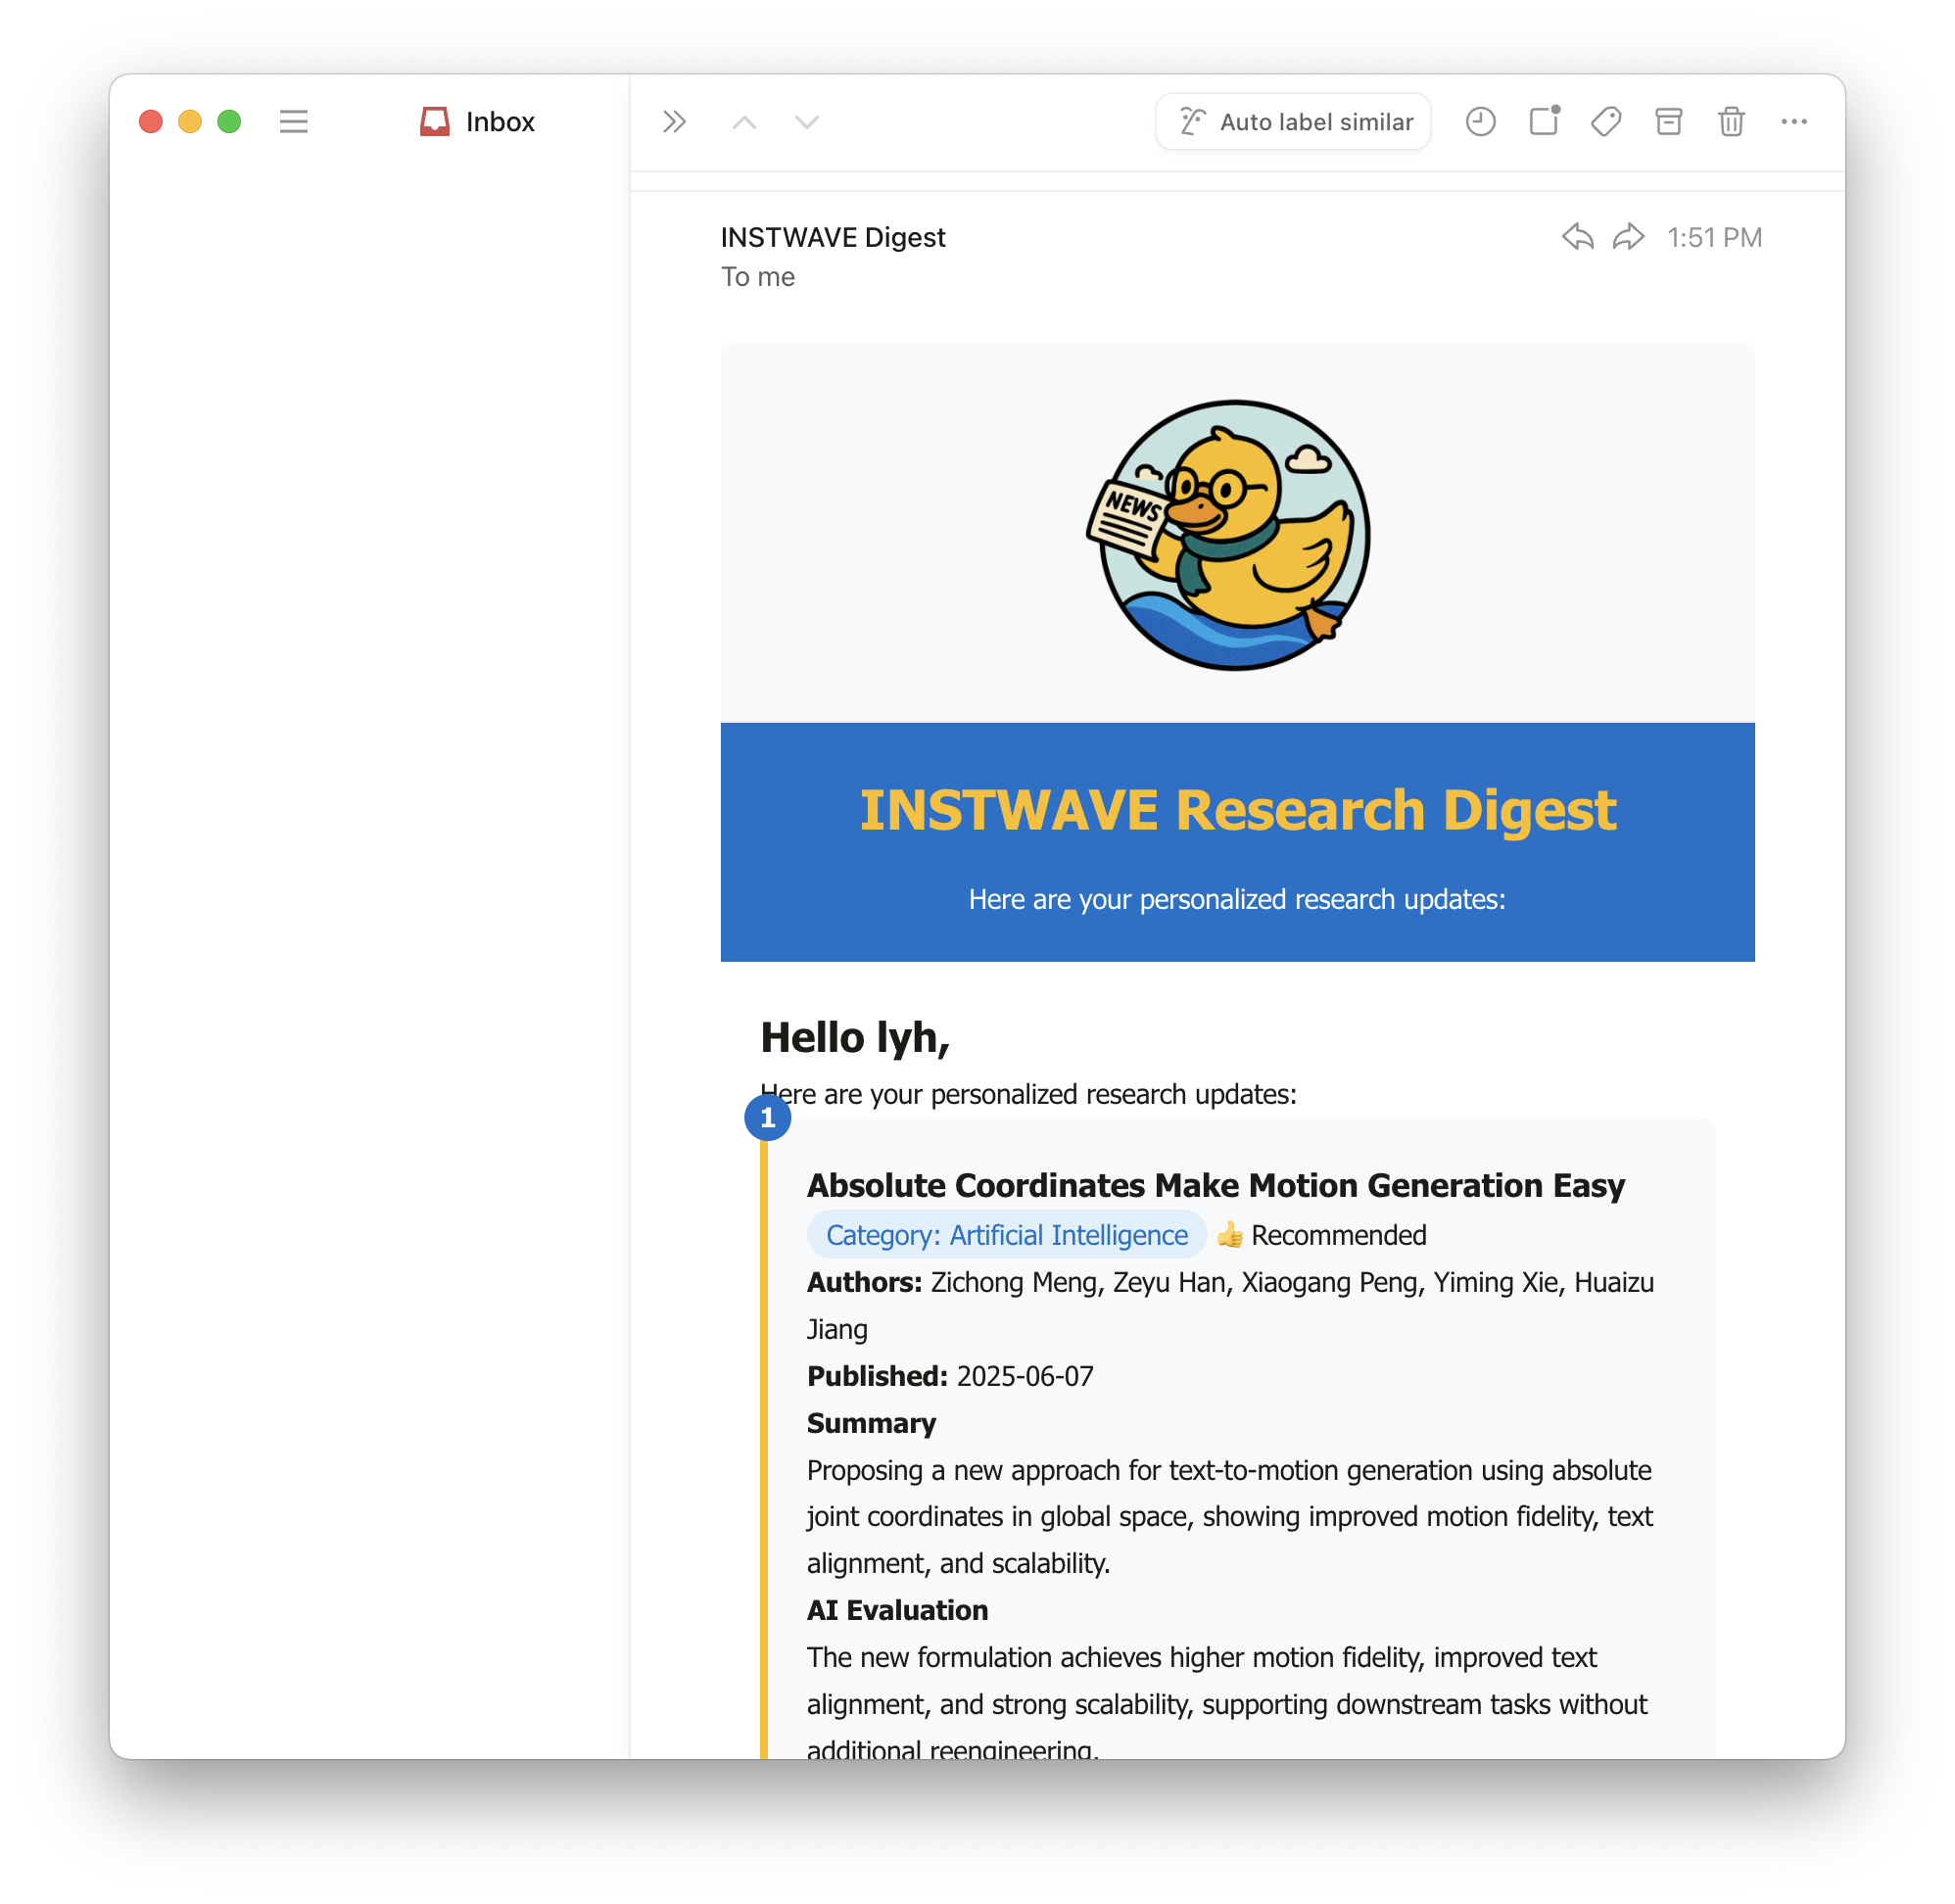 Inbox
Auto label similar
INSTWAVE Digest
1:51 PM
To me
NEWS
INSTWAVE Research Digest
Here are your personalized research updates:
Hello lyh,
Here are your personalized research updates:
1
Absolute Coordinates Make Motion Generation Easy
Category: Artificial Intelligence 👍 Recommended
Authors: Zichong Meng, Zeyu Han, Xiaogang Peng, Yiming Xie, Huaizu
Jiang
Published: 2025-06-07
Summary
Proposing a new approach for text-to-motion generation using absolute
joint coordinates in global space, showing improved motion fidelity, text
alignment, and scalability.
AI Evaluation
The new formulation achieves higher motion fidelity, improved text
alignment, and strong scalability, supporting downstream tasks without
additional reengineering.